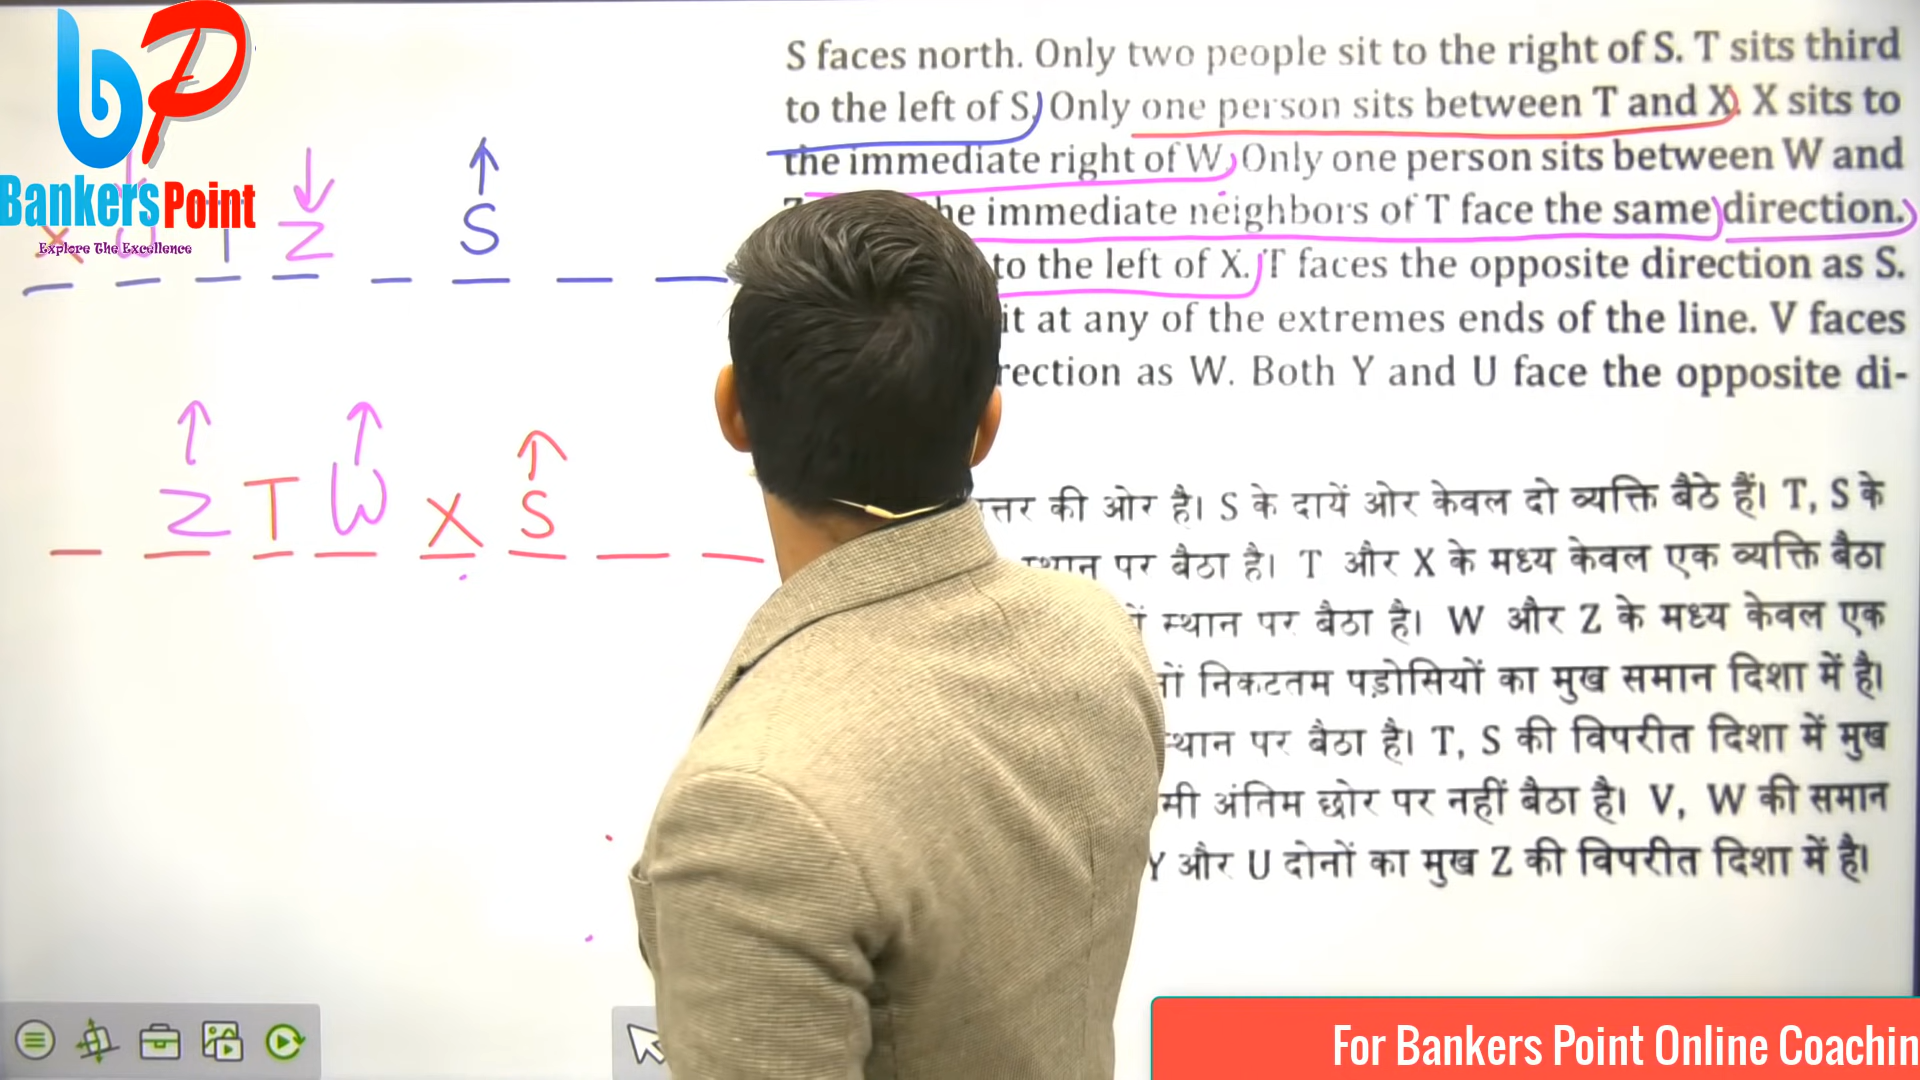 Bankers Point
Explore The Excellence
S faces north. Only two people sit to the right of S. T sits third
to the left of S. Only one person sits between T and X. X sits to
the immediate right of W. Only one person sits between W and
the immediate neighbors of T face the same direction.
to the left of X. T faces the opposite direction as S.
it at any of the extremes ends of the line. V faces
rection as W. Both Y and U face the opposite di-
की ओर है। S के दायें ओर केवल दो व्यक्ति बैठे हैं। T, S के
स्थान पर बैठा है। T और X के मध्य केवल एक व्यक्ति बैठा
स्थान पर बैठा है। W और Z के मध्य केवल एक
निकटतम पड़ोसियों का मुख समान दिशा में है।
स्थान पर बैठा है। T, S की विपरीत दिशा में मुख
अंतिम छोर पर नहीं बैठा है। V, W की समान
Y और U दोनों का मुख Z की विपरीत दिशा में है।
Z S
Z T W X S
For Bankers Point Online Coachin